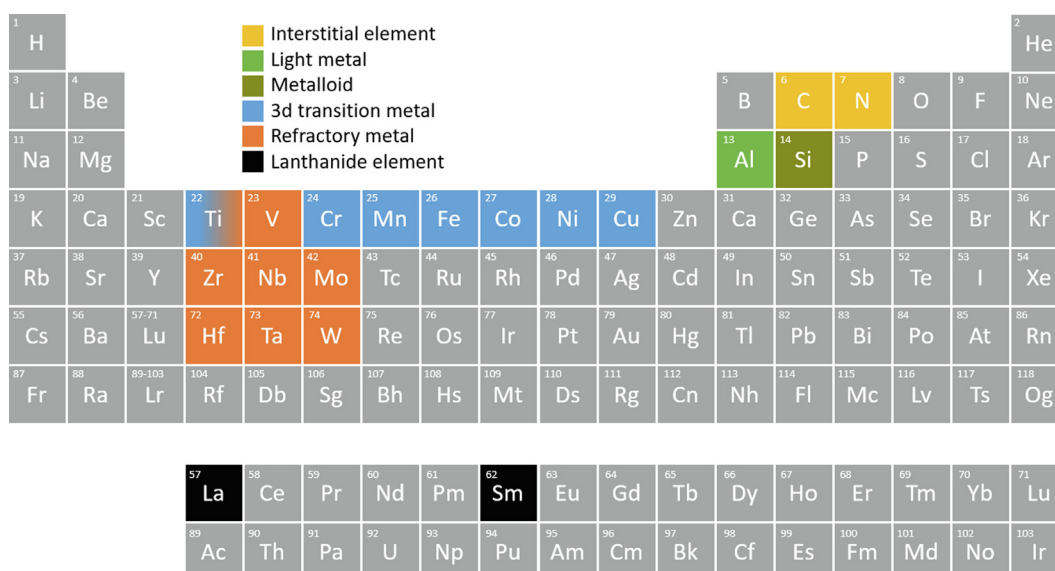 1 2
H He
Interstitial element
Light metal
Metalloid
3d transition metal
Refractory metal
Lanthanide element
3 4 5 6 7 8 9 10
Li Be B C N O F Ne
11 12 13 14 15 16 17 18
Na Mg Al Si P S Cl Ar
19 20 21 22 23 24 25 26 27 28 29 30 31 32 33 34 35 36
K Ca Sc Ti V Cr Mn Fe Co Ni Cu Zn Ca Ge As Se Br Kr
37 38 39 40 41 42 43 44 45 46 47 48 49 50 51 52 53 54
Rb Sr Y Zr Nb Mo Tc Ru Rh Pd Ag Cd In Sn Sb Te I Xe
55 56 57-71 72 73 74 75 76 77 78 79 80 81 82 83 84 85 86
Cs Ba Lu Hf Ta W Re Os Ir Pt Au Hg Tl Pb Bi Po At Rn
87 88 89-103 104 105 106 107 108 109 110 111 112 113 114 115 116 117 118
Fr Ra Lr Rf Db Sg Bh Hs Mt Ds Rg Cn Nh Fl Mc Lv Ts Og
57 58 59 60 61 62 63 64 65 66 67 68 69 70 71
La Ce Pr Nd Pm Sm Eu Gd Tb Dy Ho Er Tm Yb Lu
89 90 91 92 93 94 95 96 97 98 99 100 101 102 103
Ac Th Pa U Np Pu Am Cm Bk Cf Es Fm Md No Ir